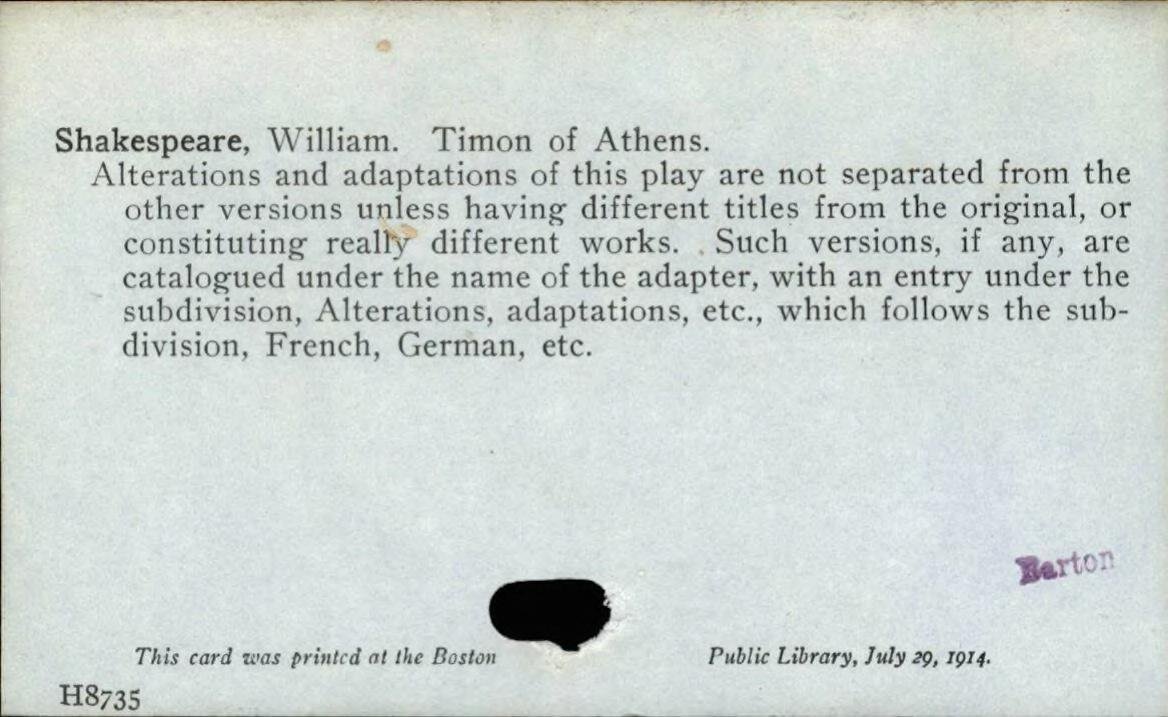 Shakespeare, William. Timon of Athens.
Alterations and adaptations of this play are not separated from the
other versions unless having different titles from the original, or
constituting really different works. Such versions, if any, are
catalogued under the name of the adapter, with an entry under the
subdivision, Alterations, adaptations, etc., which follows the sub-
division, French, German, etc.
Barton
This card was printed at the Boston Public Library, July 29, 1914.
H8735